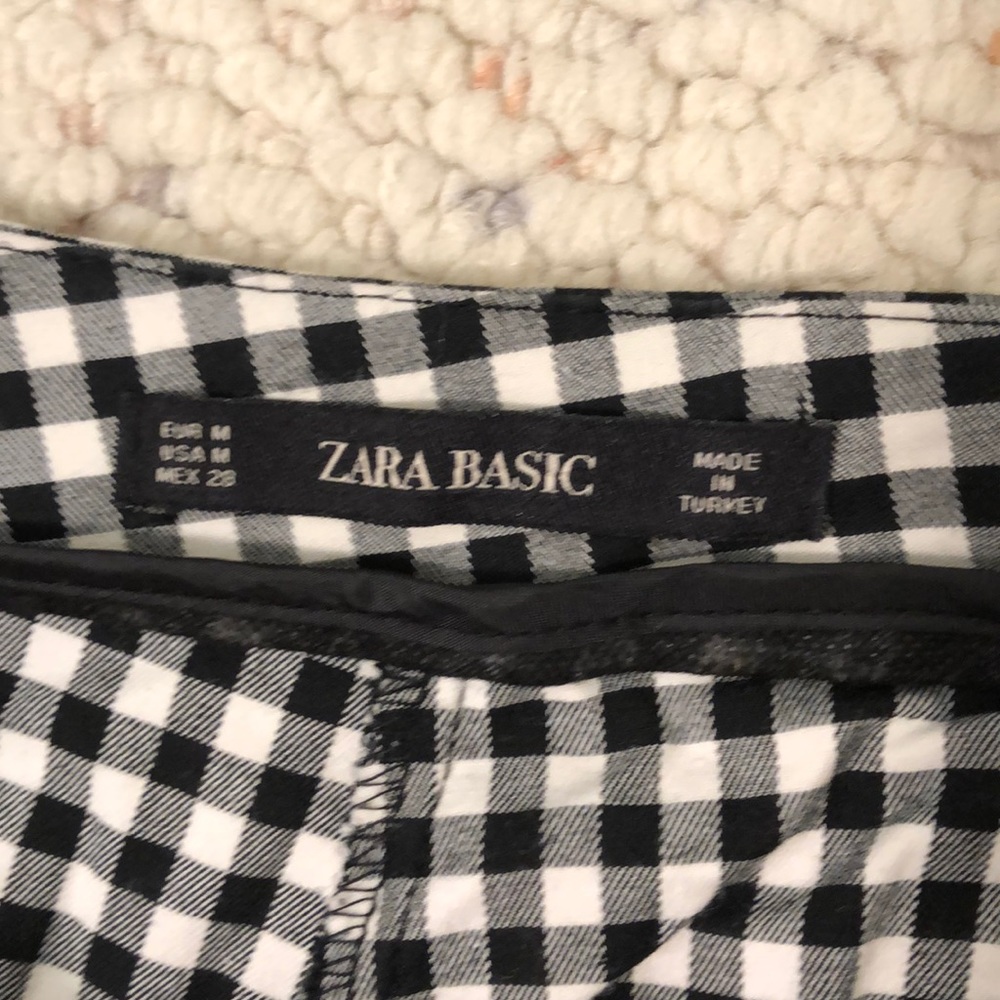 EUR M
USA M
MEX 28
ZARA BASIC
MADE
IN
TURKEY